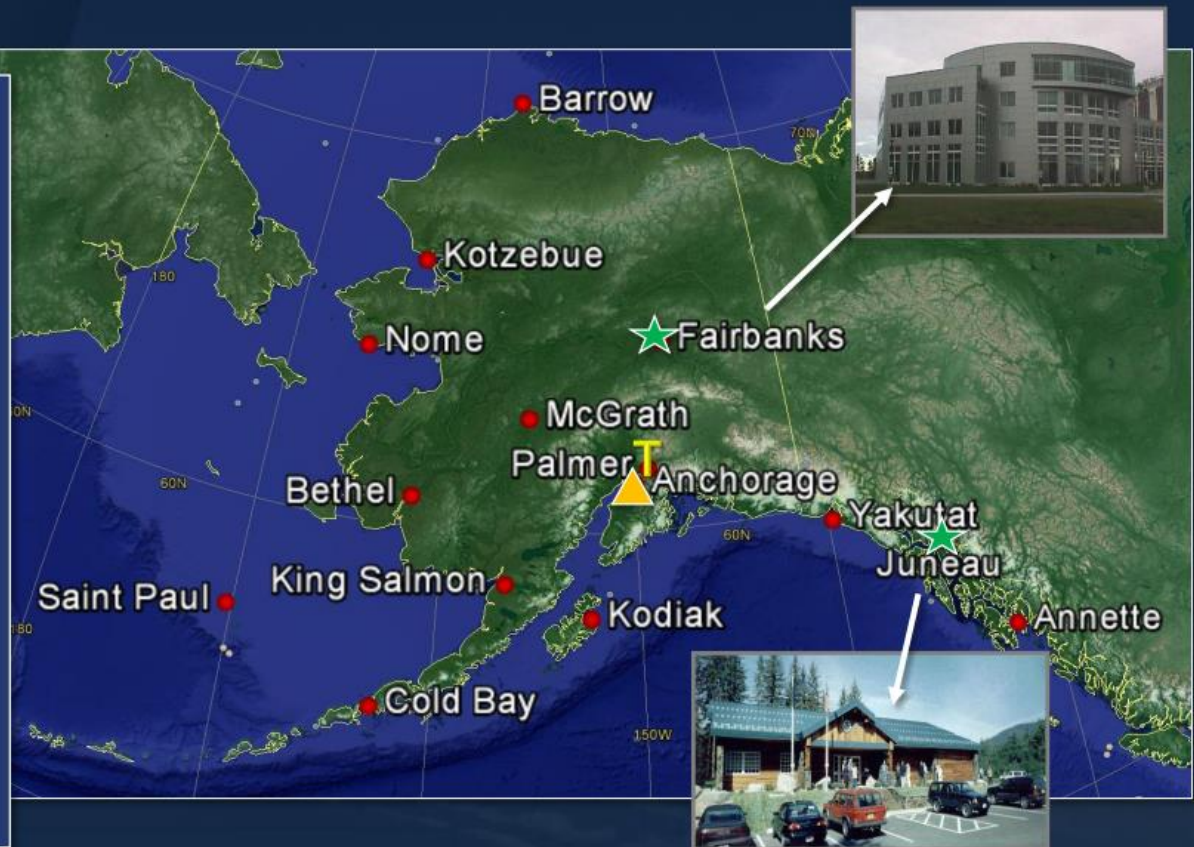 Barrow
70N
Kotzebue
180
Nome
Fairbanks
0N
McGrath
T
Palmer
Anchorage
60N
Bethel
Yakutat
60N
Juneau
King Salmon
Saint Paul
Kodiak
Annette
180
Cold Bay
150W